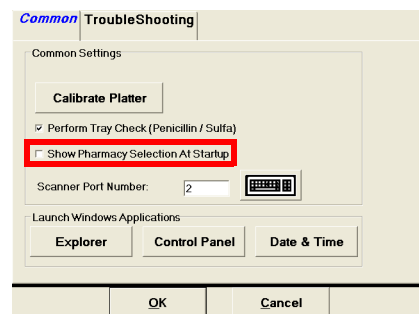 Common TroubleShooting
Common Settings
Calibrate Platter
Perform Tray Check (Penicillin / Sulfa)
Show Pharmacy Selection At Startup
Scanner Port Number: 2
Launch Windows Applications
Explorer Control Panel Date & Time
OK Cancel